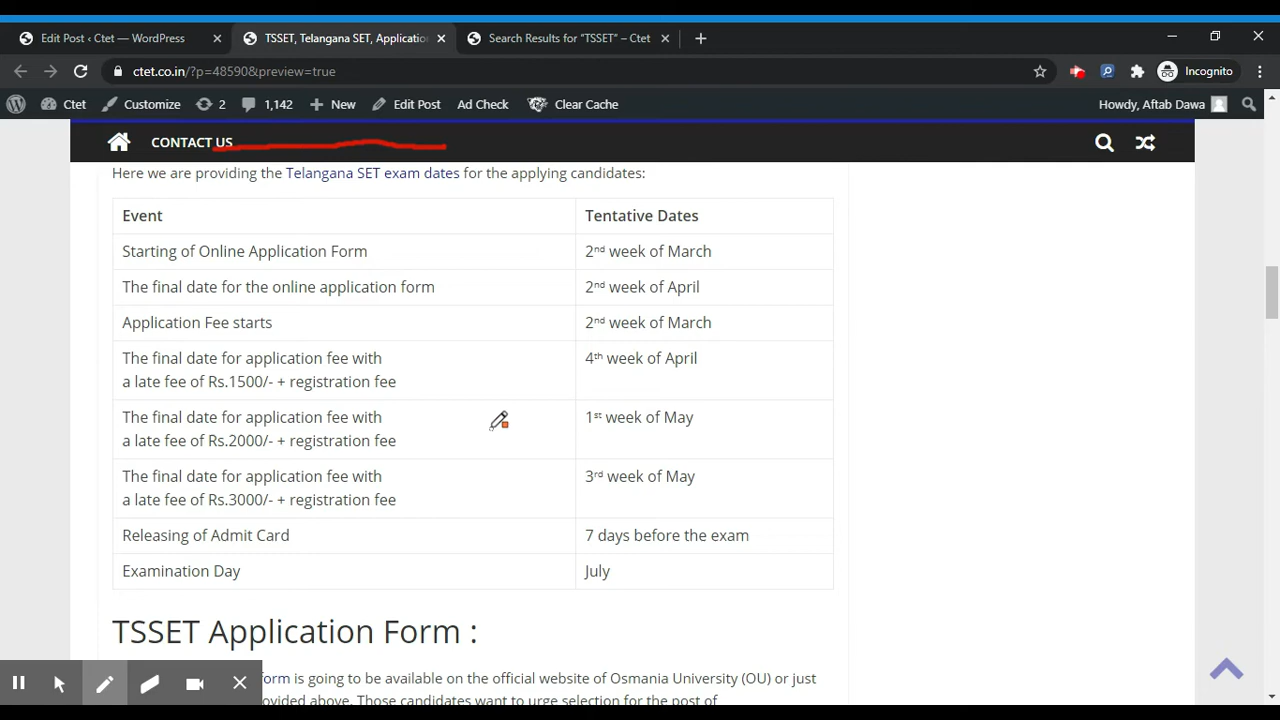 Edit Post ‹ Ctet — WordPress
TSSET, Telangana SET, Applicatio
Search Results for "TSSET" – Ctet
ctet.co.in/?p=48590&preview=true
Incognito
Ctet Customize 2 1,142 New Edit Post Ad Check Clear Cache Howdy, Aftab Dawa
CONTACT US
Here we are providing the Telangana SET exam dates for the applying candidates:
Event Tentative Dates
Starting of Online Application Form 2nd week of March
The final date for the online application form 2nd week of April
Application Fee starts 2nd week of March
The final date for application fee with 4th week of April
a late fee of Rs.1500/- + registration fee
The final date for application fee with 1st week of May
a late fee of Rs.2000/- + registration fee
The final date for application fee with 3rd week of May
a late fee of Rs.3000/- + registration fee
Releasing of Admit Card 7 days before the exam
Examination Day July
TSSET Application Form :
form is going to be available on the official website of Osmania University (OU) or just
ovided above. Those candidates want to urge selection for the post of